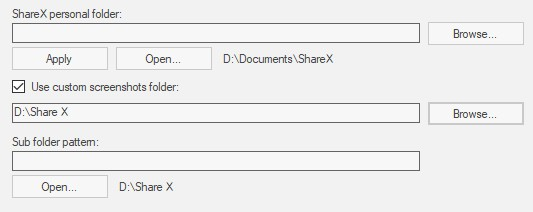 ShareX personal folder:
Browse...
Apply Open... D:\Documents\ShareX
Use custom screenshots folder:
D:\Share X Browse...
Sub folder pattern:
Open... D:\Share X